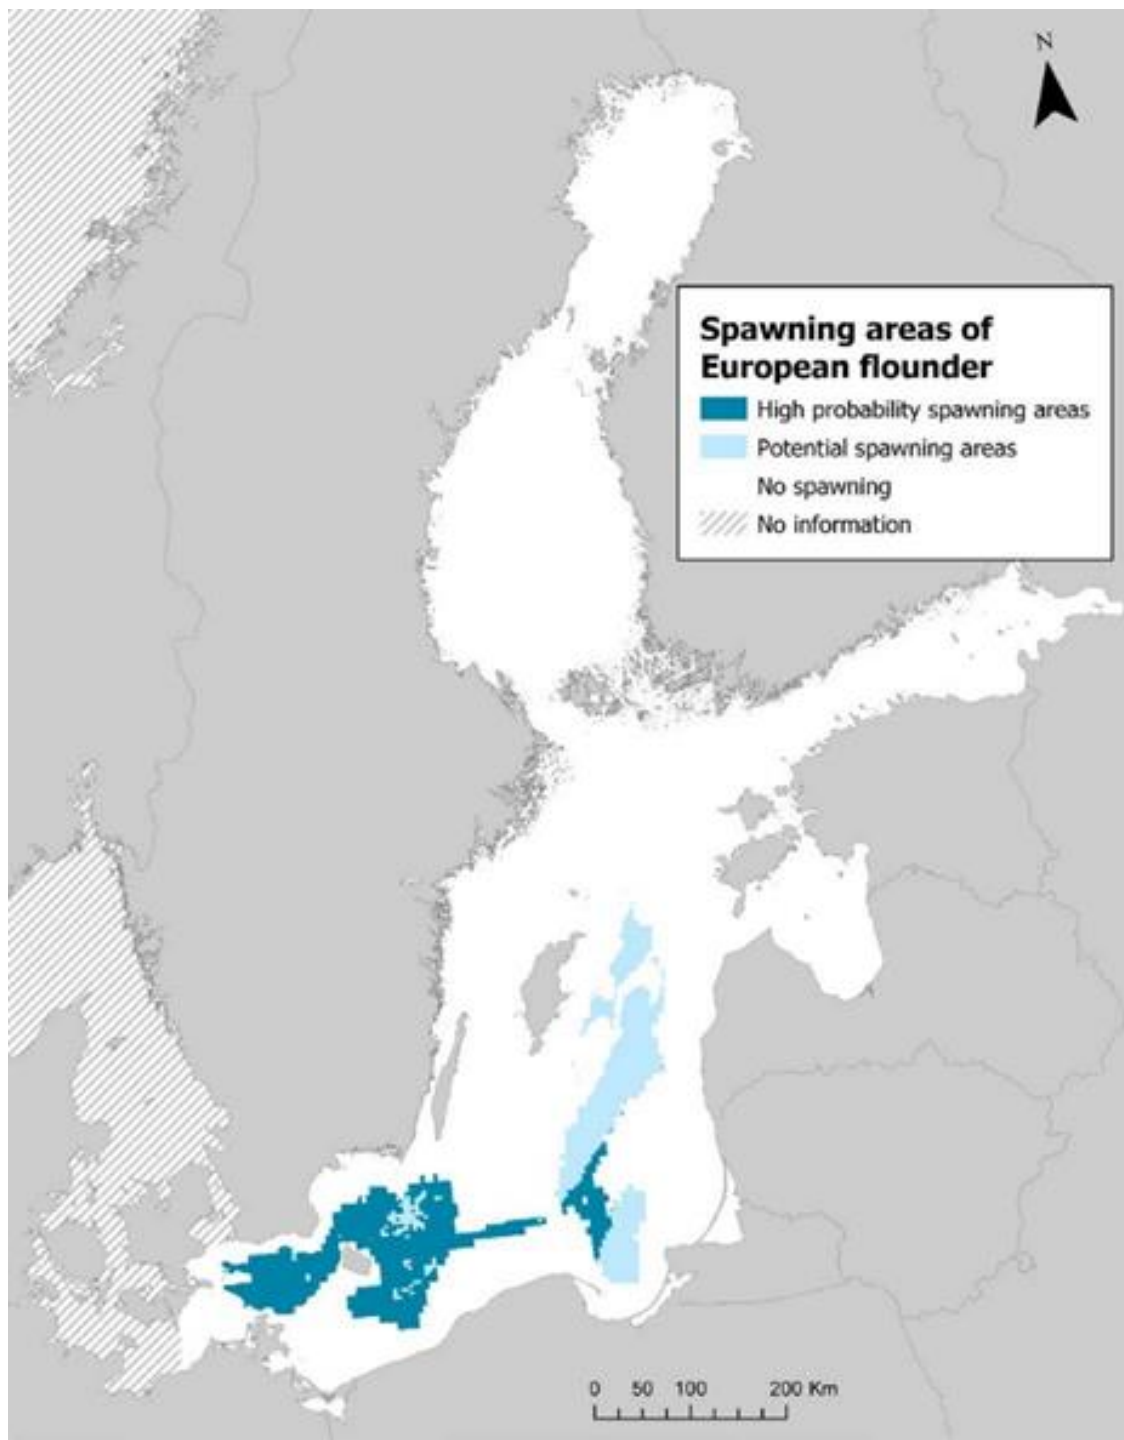 N
Spawning areas of
European flounder
High probability spawning areas
Potential spawning areas
No spawning
No information
0 50 100 200 Km